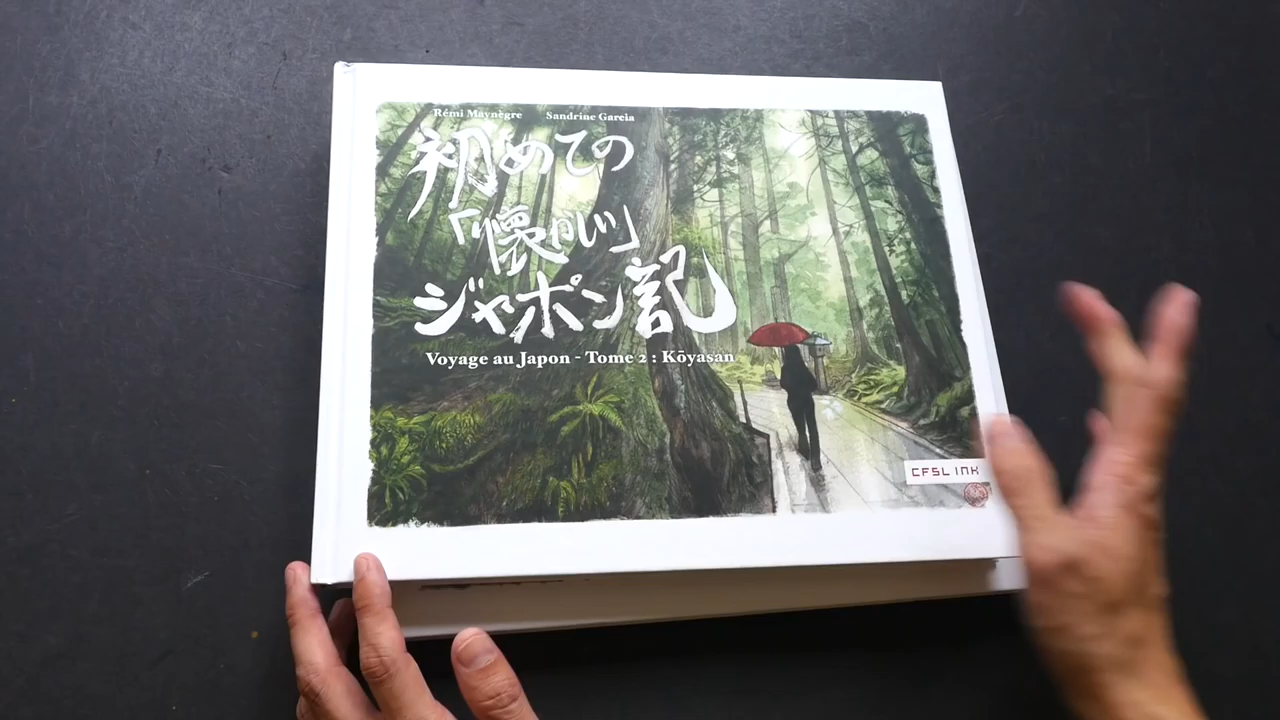 Rémi Maynègre Sandrine Garcia
初めての
「懐かしい」
ジャポン記
Voyage au Japon - Tome 2 : Kōyasan
CFSL INK